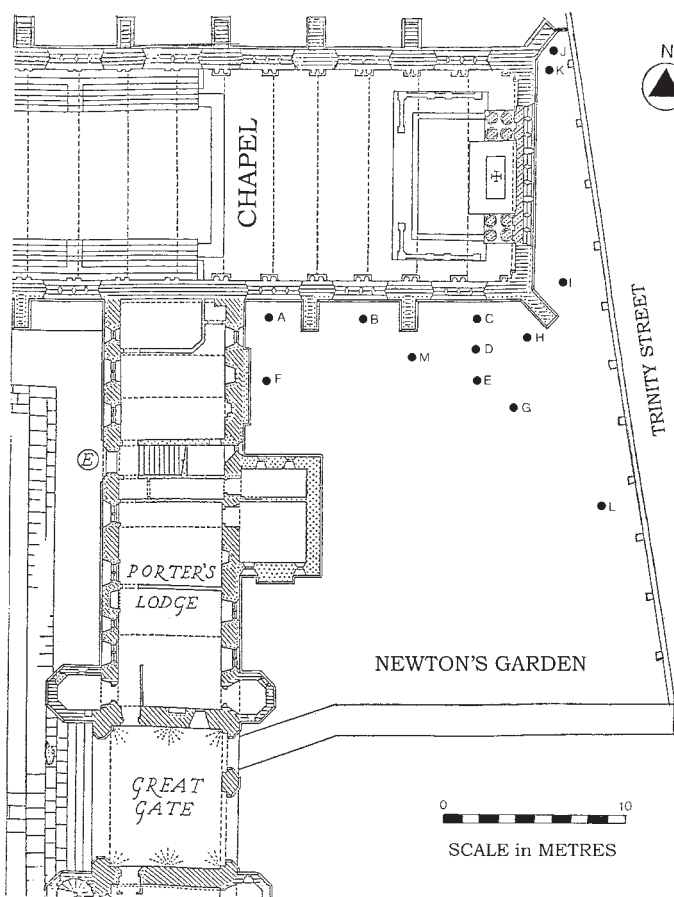 J
N
K
CHAPEL
I
TRINITY STREET
A
B
C
H
D
M
F
E
G
E
L
PORTER'S
LODGE
NEWTON'S GARDEN
GREAT
GATE
0 10
SCALE in METRES